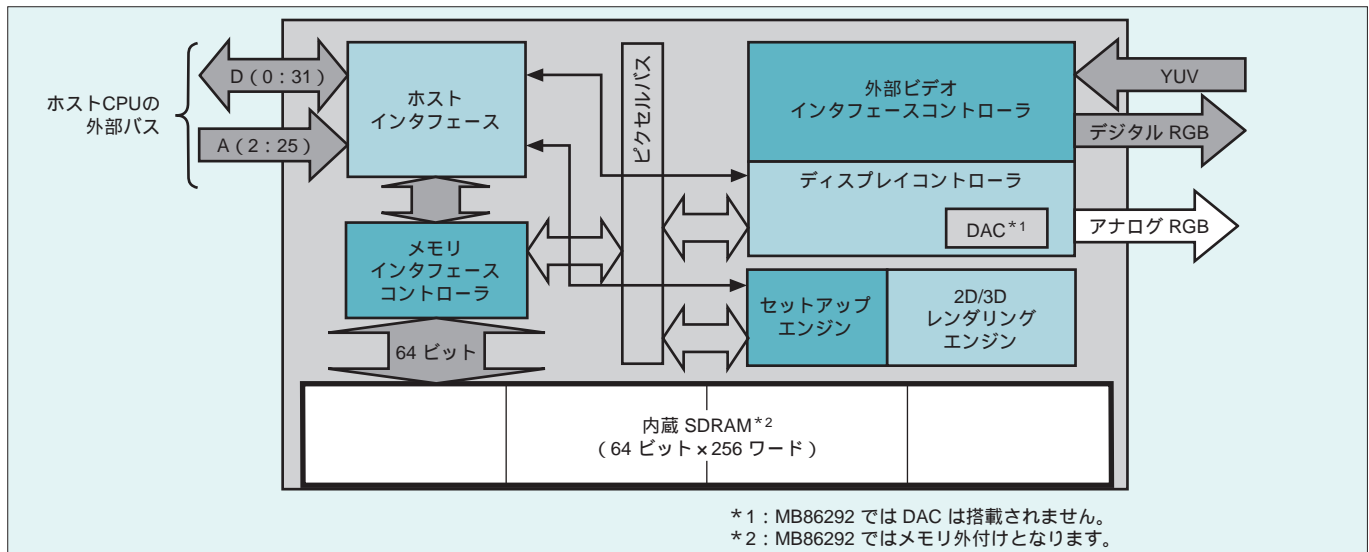 ホストCPUの
外部バス
D（0：31）
A（2：25）
ホスト
インタフェース
メモリ
インタフェース
コントローラ
64 ビット
ピクセルバス
外部ビデオ
インタフェースコントローラ
ディスプレイコントローラ
DAC*1
セットアップ
エンジン
2D/3D
レンダリング
エンジン
YUV
デジタル RGB
アナログ RGB
内蔵 SDRAM*2
（64 ビット×256 ワード）
*1：MB86292 では DAC は搭載されません。
*2：MB86292 ではメモリ外付けとなります。